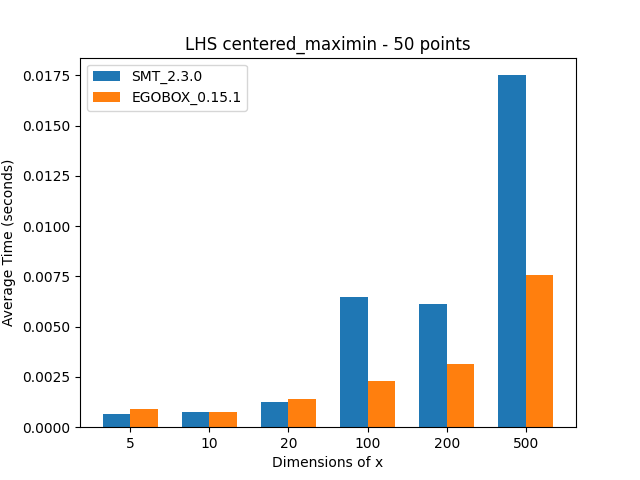 LHS centered_maximin - 50 points
SMT_2.3.0
EGOBOX_0.15.1
Average Time (seconds)
0.0175
0.0150
0.0125
0.0100
0.0075
0.0050
0.0025
0.0000
5 10 20 100 200 500
Dimensions of x